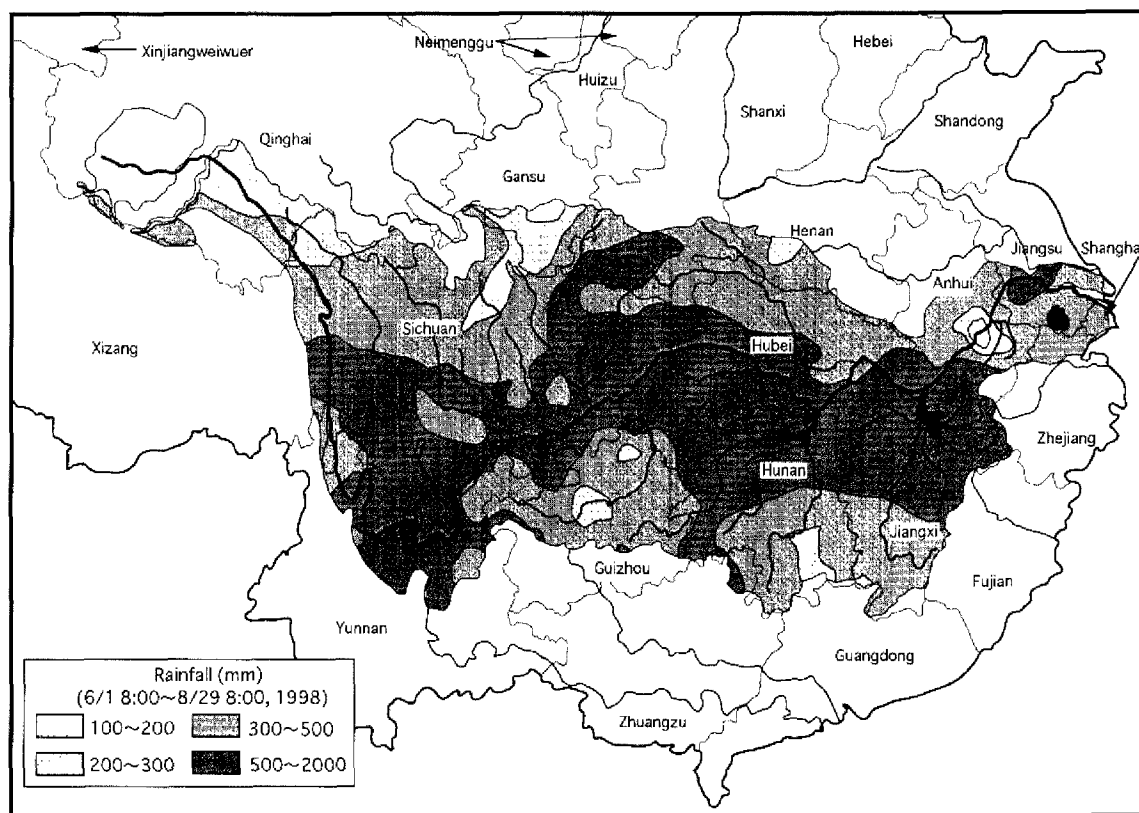 Xinjiangweiwuer
Neimenggu
Huizu
Hebei
Shanxi
Shandong
Qinghai
Gansu
Henan
Jiangsu
Shangha
Anhui
Sichuan
Hubei
Xizang
Zhejiang
Hunan
Jiangxi
Guizhou
Fujian
Yunnan
Guangdong
Zhuangzu
Rainfall (mm)
(6/1 8:00～8/29 8:00, 1998)
100～200
300～500
200～300
500～2000